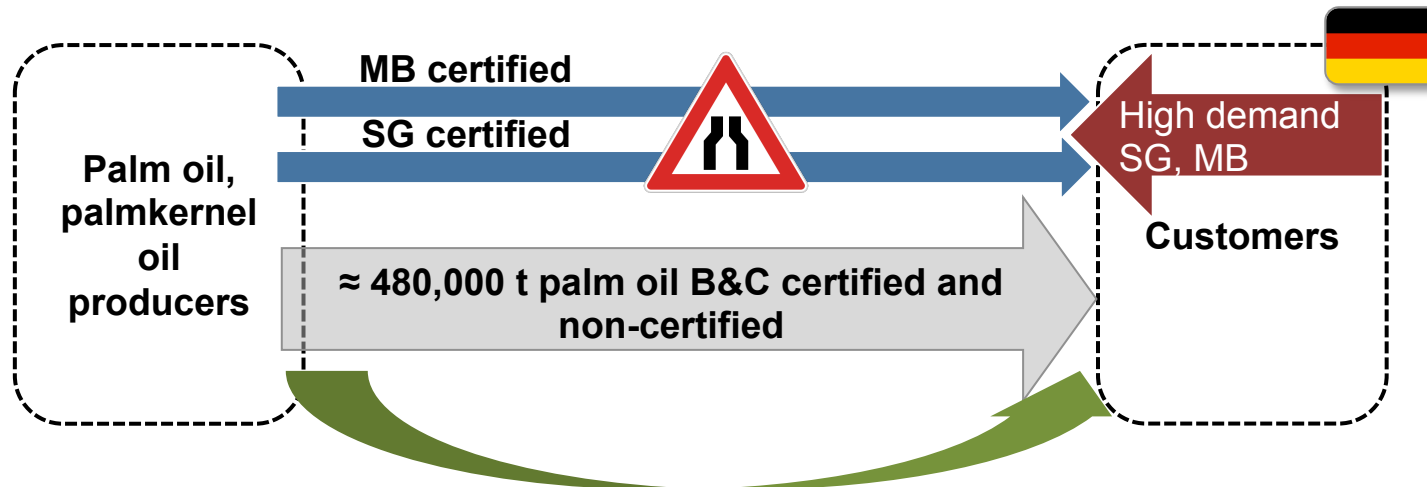 MB certified
SG certified
High demand
SG, MB
Palm oil,
palmkernel
oil
producers
Customers
≈ 480,000 t palm oil B&C certified and
non-certified